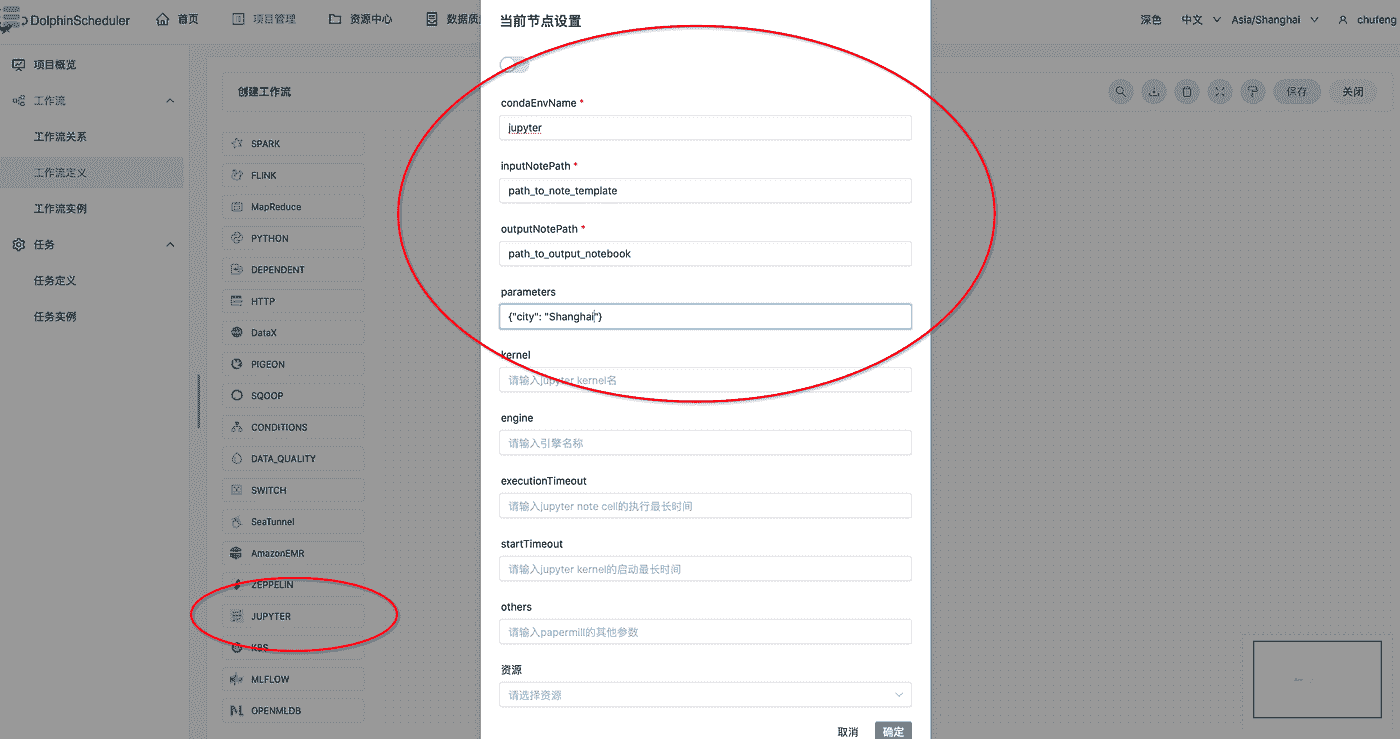 DolphinScheduler
首页
项目管理
资源中心
数据质
深色
中文
Asia/Shanghai
chufeng
项目概览
工作流
工作流关系
工作流定义
工作流实例
任务
任务定义
任务实例
创建工作流
保存
关闭
SPARK
FLINK
MapReduce
PYTHON
DEPENDENT
HTTP
DataX
PIGEON
SQOOP
CONDITIONS
DATA_QUALITY
SWITCH
SeaTunnel
AmazonEMR
ZEPPELIN
JUPYTER
K8S
MLFLOW
OPENMLDB
当前节点设置
condaEnvName *
jupyter
inputNotePath *
path_to_note_template
outputNotePath *
path_to_output_notebook
parameters
{"city": "Shanghai"}
kernel
请输入jupyter kernel名
engine
请输入引擎名称
executionTimeout
请输入jupyter note cell的执行最长时间
startTimeout
请输入jupyter kernel的启动最长时间
others
请输入papermill的其他参数
资源
请选择资源
取消
确定